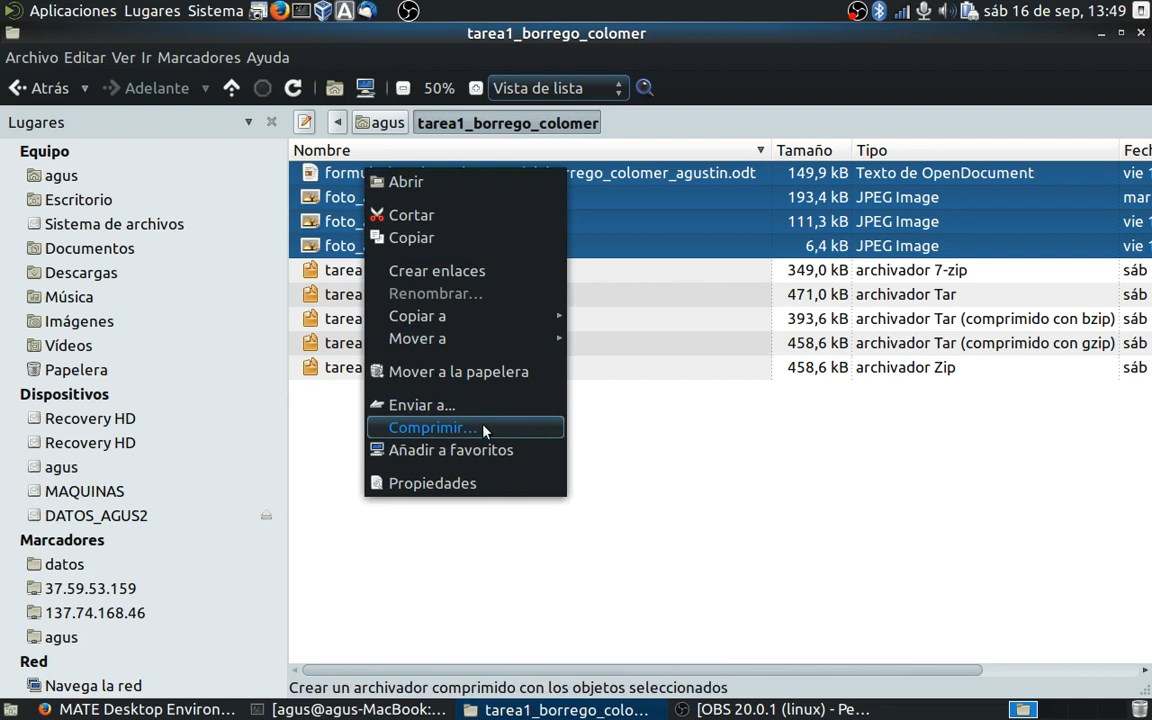 Aplicaciones Lugares Sistema sáb 16 de sep, 13:49
tarea1_borrego_colomer
Archivo Editar Ver Ir Marcadores Ayuda
Atrás Adelante 50% Vista de lista
Lugares agus tarea1_borrego_colomer
Equipo
agus
Escritorio
Sistema de archivos
Documentos
Descargas
Música
Imágenes
Vídeos
Papelera
Dispositivos
Recovery HD
Recovery HD
agus
MAQUINAS
DATOS_AGUS2
Marcadores
datos
37.59.53.159
137.74.168.46
agus
Red
Navega la red
Nombre Tamaño Tipo Fech
rrego_colomer_agustin.odt 149,9 kB Texto de OpenDocument vie
foto_ 193,4 kB JPEG Image mar
foto_ 111,3 kB JPEG Image vie
foto_ 6,4 kB JPEG Image vie
tarea 349,0 kB archivador 7-zip sáb
tarea 471,0 kB archivador Tar sáb
tarea 393,6 kB archivador Tar (comprimido con bzip) sáb
tarea 458,6 kB archivador Tar (comprimido con gzip) sáb
tarea 458,6 kB archivador Zip sáb
Abrir
Cortar
Copiar
Crear enlaces
Renombrar...
Copiar a
Mover a
Mover a la papelera
Enviar a...
Comprimir...
Añadir a favoritos
Propiedades
Crear un archivador comprimido con los objetos seleccionados
MATE Desktop Environ... [agus@agus-MacBook:... tarea1_borrego_colo... [OBS 20.0.1 (linux) - Pe...